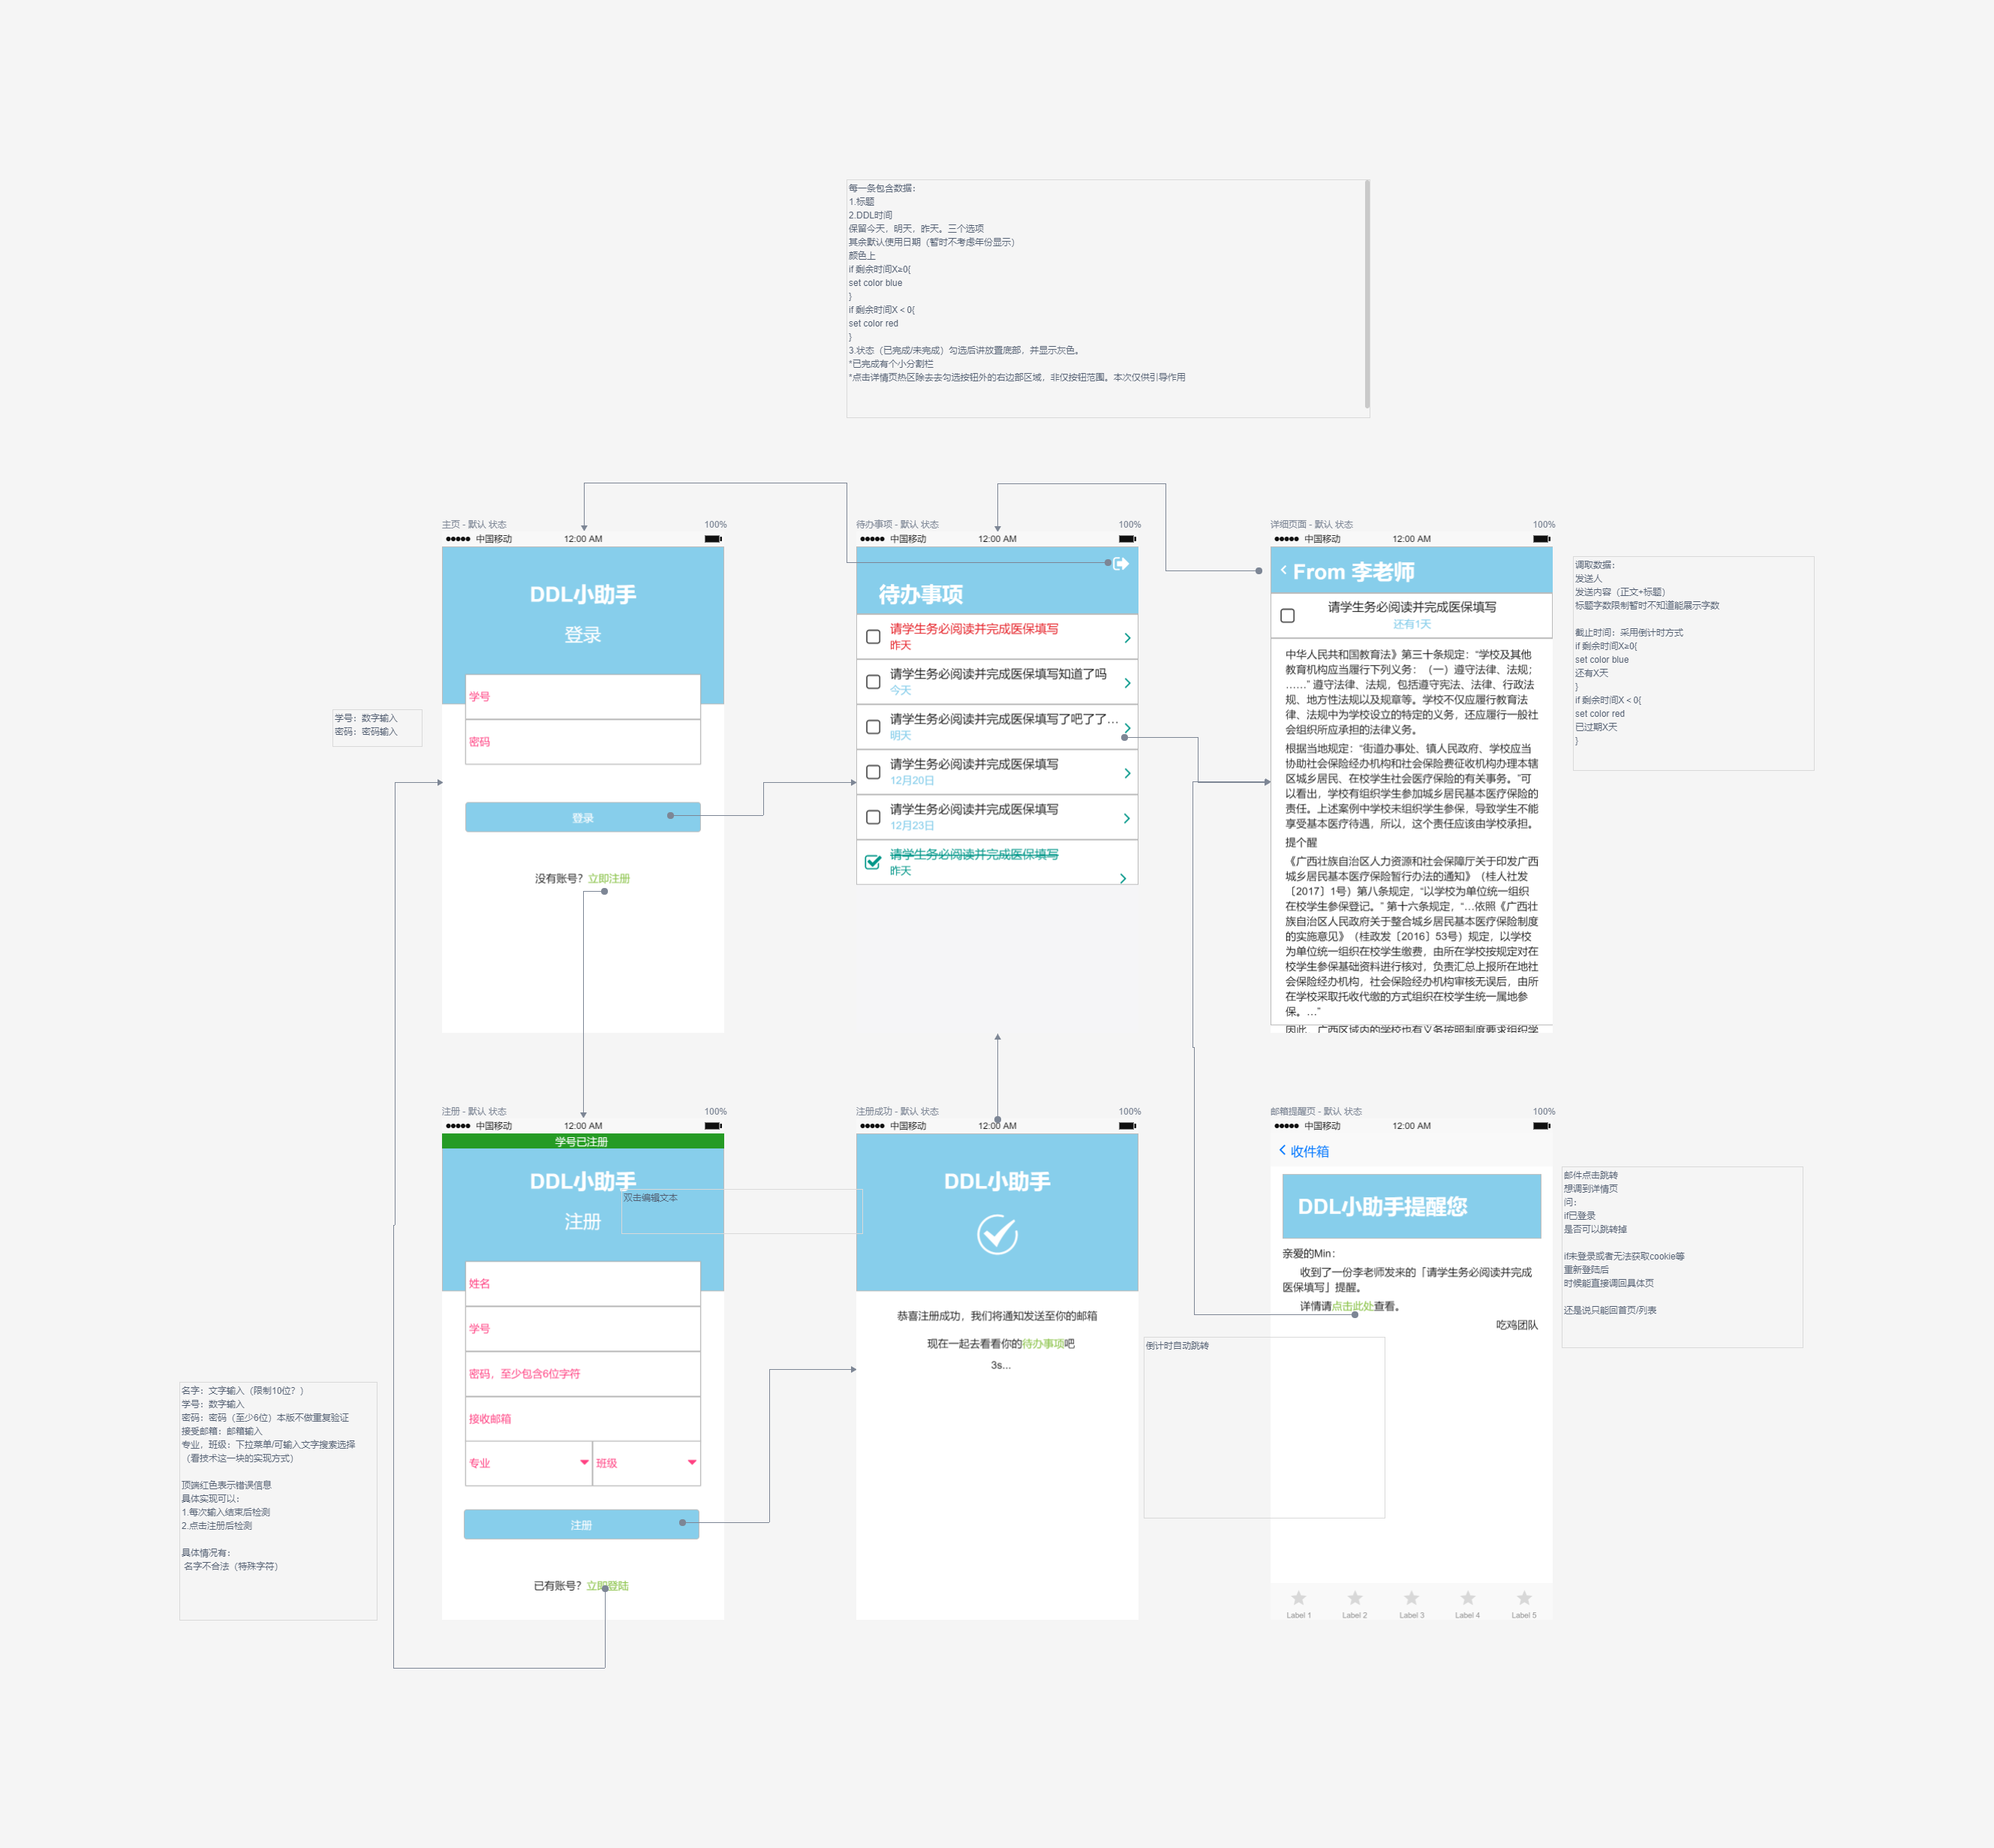 每一条包含数据:
1.标题
2.DDL时间
保留今天，明天，昨天。三个选项
其余默认使用日期（暂时不考虑年份显示）
颜色上
if 剩余时间X≥0{
set color blue
}
if 剩余时间X < 0{
set color red
}
3.状态（已完成/未完成）勾选后讲放置底部，并显示灰色。
*已完成有个小分割栏
*点击详情页热区除去去勾选按钮外的右边部区域，非仅按钮范围。本次仅供引导作用
主页 - 默认 状态
100%
中国移动
12:00 AM
DDL小助手
登录
学号
密码
登录
没有账号？立即注册
学号：数字输入
密码：密码输入
待办事项 - 默认 状态
100%
中国移动
12:00 AM
待办事项
请学生务必阅读并完成医保填写
昨天
请学生务必阅读并完成医保填写知道了吗
今天
请学生务必阅读并完成医保填写了吧了了...
明天
请学生务必阅读并完成医保填写
12月20日
请学生务必阅读并完成医保填写
12月23日
请学生务必阅读并完成医保填写
昨天
详细页面 - 默认 状态
100%
中国移动
12:00 AM
From 李老师
请学生务必阅读并完成医保填写
还有1天
中华人民共和国教育法》第三十条规定：“学校及其他
教育机构应当履行下列义务：（一）遵守法律、法规；
……” 遵守法律、法规，包括遵守宪法、法律、行政法
规、地方性法规以及规章等。学校不仅应履行教育法
律、法规中为学校设立的特定的义务，还应履行一般社
会组织所应承担的法律义务。
根据当地规定：“街道办事处、镇人民政府、学校应当
协助社会保险经办机构和社会保险费征收机构办理本辖
区城乡居民、在校学生社会医疗保险的有关事务。”可
以看出，学校有组织学生参加城乡居民基本医疗保险的
责任。上述案例中学校未组织学生参保，导致学生不能
享受基本医疗待遇，所以，这个责任应该由学校承担。
提个醒
《广西壮族自治区人力资源和社会保障厅关于印发广西
城乡居民基本医疗保险暂行办法的通知》（桂人社发
〔2017〕1号）第八条规定，“以学校为单位统一组织
在校学生参保登记。” 第十六条规定，“…依照《广西壮
族自治区人民政府关于整合城乡居民基本医疗保险制度
的实施意见》（桂政发〔2016〕53号）规定，以学校
为单位统一组织在校学生缴费，由所在学校按规定对在
校学生参保基础资料进行核对，负责汇总上报所在地社
会保险经办机构，社会保险经办机构审核无误后，由所
在学校采取托收代缴的方式组织在校学生统一属地参
保。…”
因此，广西区域内的学校也有义务按照制度要求组织学
调取数据：
发送人
发送内容（正文+标题）
标题字数限制暂时不知道能展示字数
截止时间：采用倒计时方式
if 剩余时间X≥0{
set color blue
还有X天
}
if 剩余时间X < 0{
set color red
已过期X天
}
注册 - 默认 状态
100%
中国移动
12:00 AM
学号已注册
DDL小助手
双击编辑文本
注册
姓名
学号
密码，至少包含6位字符
接收邮箱
专业
班级
注册
已有账号？立即登陆
名字：文字输入（限制10位？）
学号：数字输入
密码：密码（至少6位）本版不做重复验证
接受邮箱：邮箱输入
专业，班级：下拉菜单/可输入文字搜索选择
（看技术这一块的实现方式）
顶端红色表示错误信息
具体实现可以：
1.每次输入结束后检测
2.点击注册后检测
具体情况有：
名字不合法（特殊字符）
注册成功 - 默认 状态
100%
中国移动
12:00 AM
DDL小助手
恭喜注册成功，我们将通知发送至你的邮箱
现在一起去看看你的待办事项吧
3s...
倒计时自动跳转
邮箱提醒页 - 默认 状态
100%
中国移动
12:00 AM
收件箱
DDL小助手提醒您
亲爱的Min：
收到了一份李老师发来的「请学生务必阅读并完成
医保填写」提醒。
详情请点击此处查看。
吃鸡团队
Label 1
Label 2
Label 3
Label 4
Label 5
邮件点击跳转
想调到详情页
问：
if已登录
是否可以跳转掉
if未登录或者无法获取cookie等
重新登陆后
时候能直接调回具体页
还是说只能回首页/列表